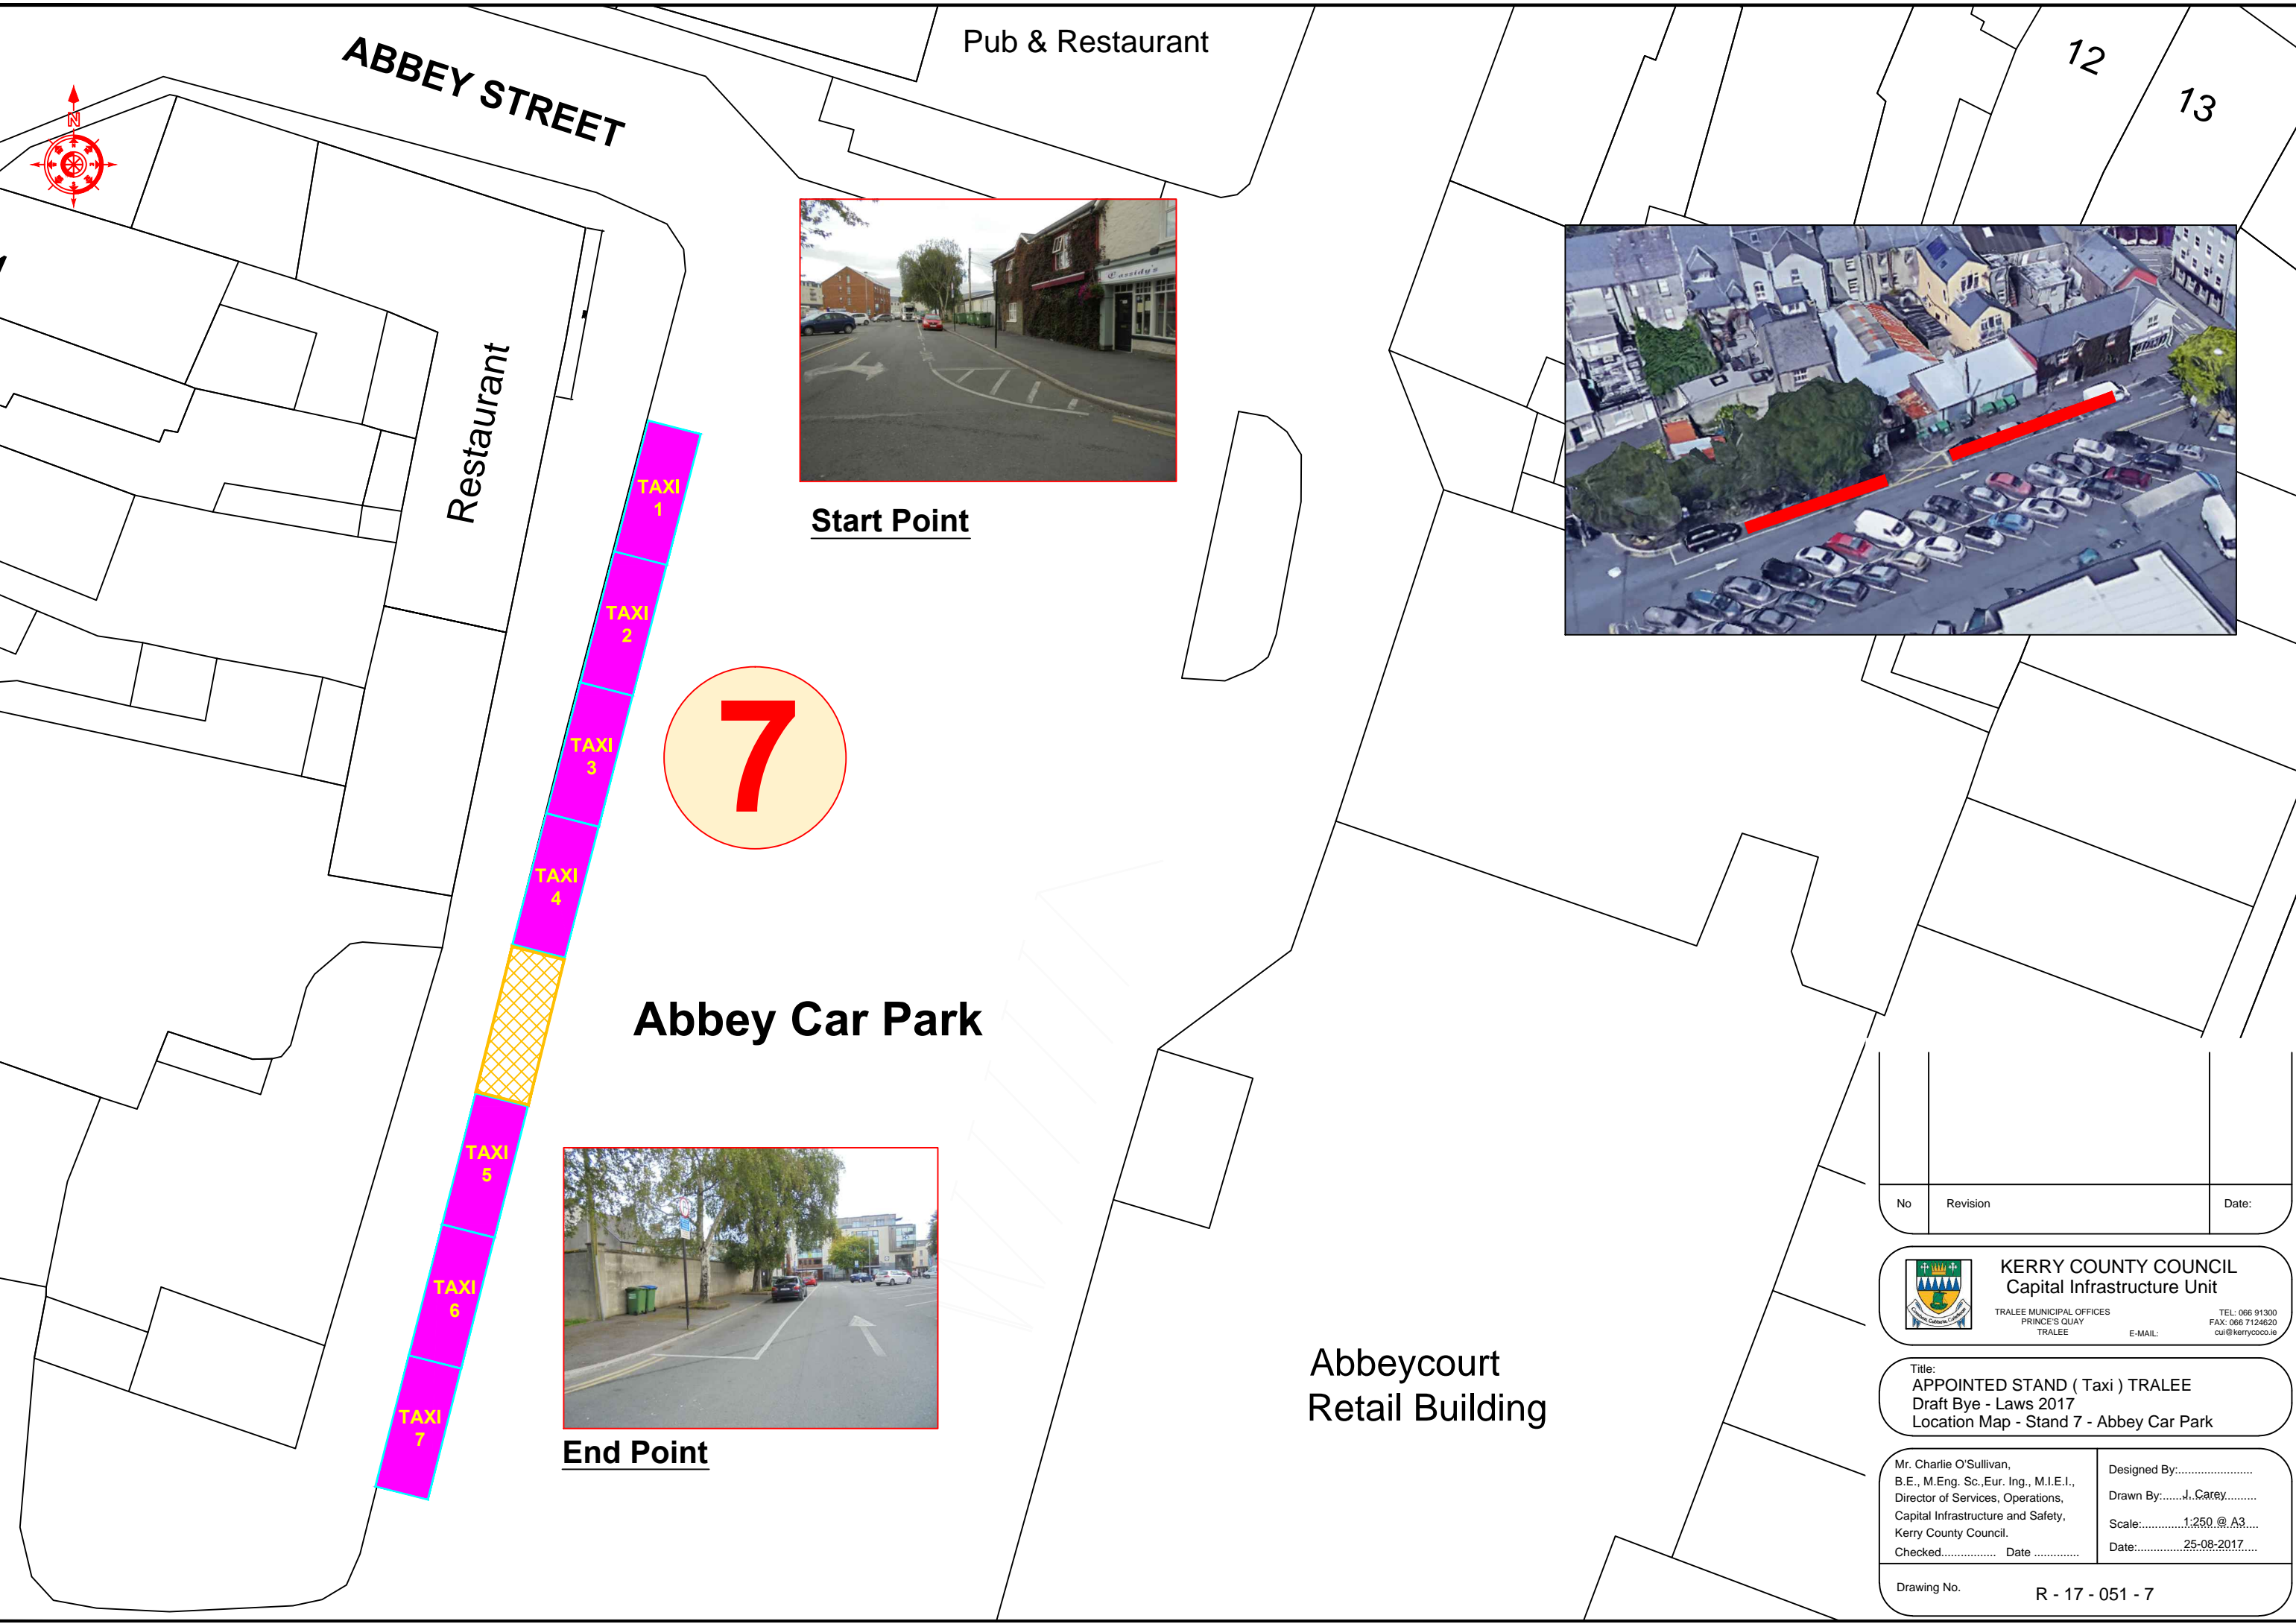 ABBEY STREET
Pub & Restaurant
12
13
N
Restaurant
Cassidy's
Start Point
TAXI
1
TAXI
2
TAXI
3
TAXI
4
7
Abbey Car Park
TAXI
5
TAXI
6
TAXI
7
End Point
Abbeycourt
Retail Building
No Revision Date:
KERRY COUNTY COUNCIL
Capital Infrastructure Unit
TRALEE MUNICIPAL OFFICES
PRINCE'S QUAY
TRALEE
E-MAIL:
TEL: 066 91300
FAX: 066 7124620
cui@kerrycoco.ie
Title:
APPOINTED STAND ( Taxi ) TRALEE
Draft Bye - Laws 2017
Location Map - Stand 7 - Abbey Car Park
Mr. Charlie O'Sullivan,
B.E., M.Eng. Sc.,Eur. Ing., M.I.E.I.,
Director of Services, Operations,
Capital Infrastructure and Safety,
Kerry County Council.
Checked................. Date ..............
Designed By:.......................
Drawn By:......J. Carey.........
Scale:.............1:250 @ A3....
Date:..............25-08-2017....
Drawing No. R - 17 - 051 - 7